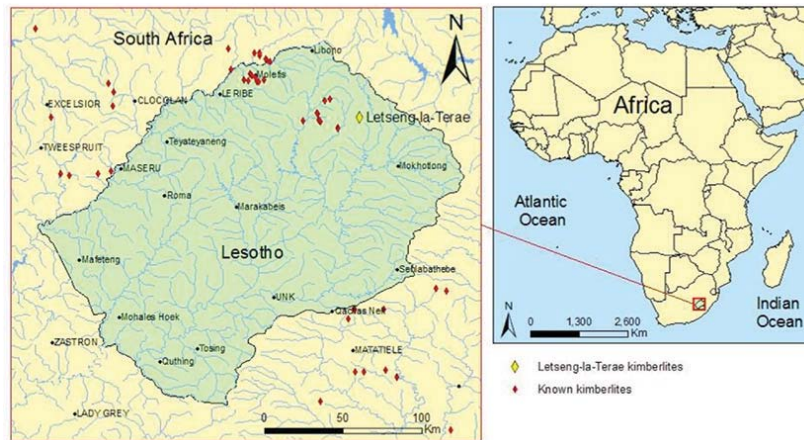 South Africa
N
Libono
Molefis
LERIBE
EXCELSIOR
CLOCOLAN
Letseng-la-Terae
TWEESPRUIT
Teyateyaneng
MASERU
Mokhotlong
Roma
Marakabeis
Lesotho
Mafeteng
Sehlabathebe
UNK
Qachas Nek
Mohales Hoek
ZASTRON
Tosing
MATATIELE
Quthing
LADY GREY
0 50 100
Km
Africa
Atlantic
Ocean
Indian
Ocean
N
0 1,300 2,600
Km
Letseng-la-Terae kimberlites
Known kimberlites